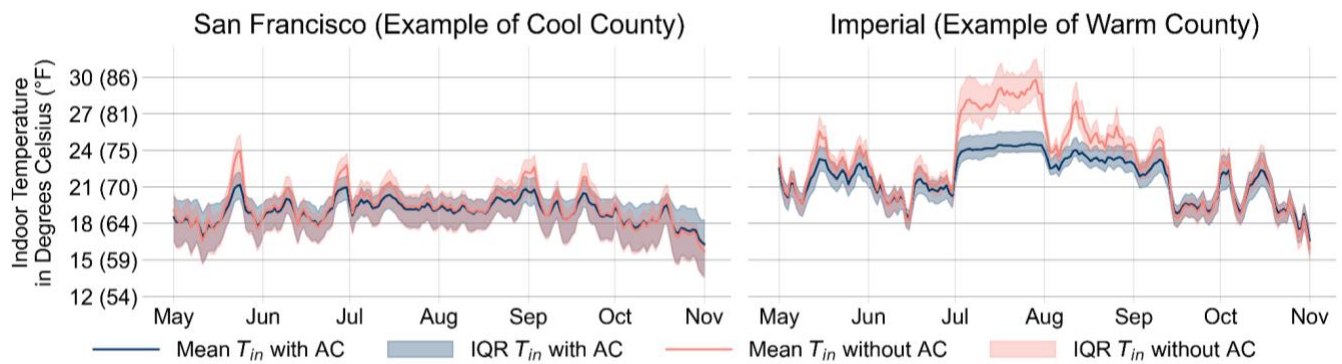 San Francisco (Example of Cool County)
Imperial (Example of Warm County)
Indoor Temperature
in Degrees Celsius (°F)
30 (86)
27 (81)
24 (75)
21 (70)
18 (64)
15 (59)
12 (54)
May Jun Jul Aug Sep Oct Nov
May Jun Jul Aug Sep Oct Nov
Mean T_in with AC IQR T_in with AC Mean T_in without AC IQR T_in without AC